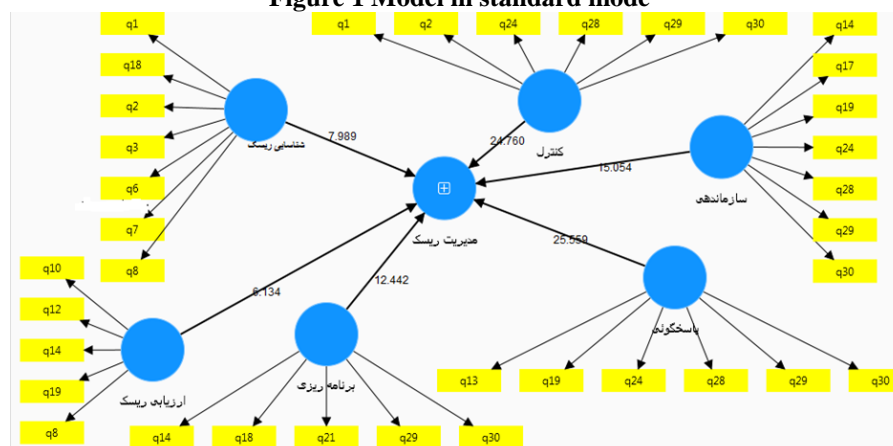 Figure 1 Model in standard mode
q1
q18
q2
q3
q6
q7
q8
شناسایی ریسک
7.989
q1
q2
q24
q28
q29
q30
کنترل
24.760
q14
q17
q19
q24
q28
q29
q30
سازماندهی
15.054
مدیریت ریسک
25.559
پاسخگوئی
q13
q19
q24
q28
q29
q30
12.442
برنامه ریزی
q14
q18
q21
q29
q30
6.134
ارزیابی ریسک
q10
q12
q14
q19
q8